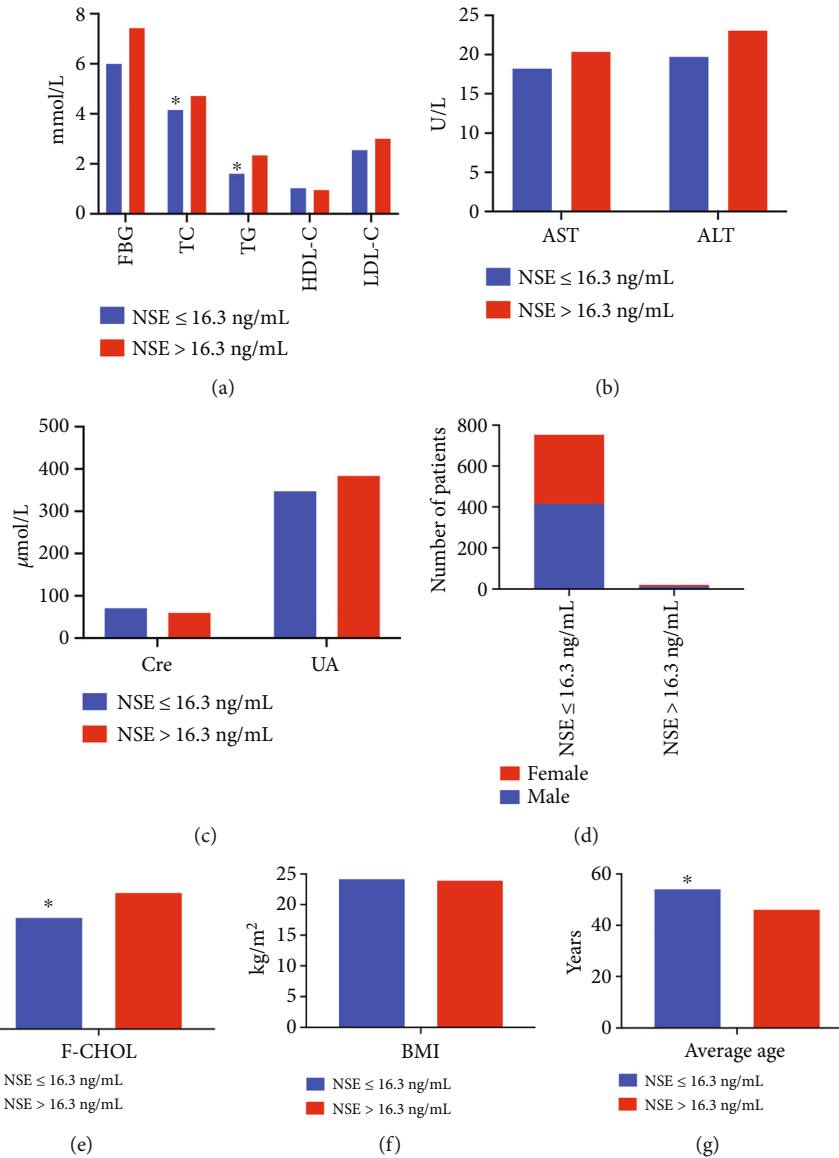 8
6
4
2
0
mmol/L
*
*
FBG
TC
TG
HDL-C
LDL-C
NSE ≤ 16.3 ng/mL
NSE > 16.3 ng/mL
(a)
25
20
15
10
5
0
U/L
AST
ALT
NSE ≤ 16.3 ng/mL
NSE > 16.3 ng/mL
(b)
500
400
300
200
100
0
μmol/L
Cre
UA
NSE ≤ 16.3 ng/mL
NSE > 16.3 ng/mL
(c)
800
600
400
200
0
Number of patients
NSE ≤ 16.3 ng/mL
NSE > 16.3 ng/mL
Female
Male
(d)
*
F-CHOL
NSE ≤ 16.3 ng/mL
NSE > 16.3 ng/mL
(e)
25
20
15
10
5
0
kg/m²
BMI
NSE ≤ 16.3 ng/mL
NSE > 16.3 ng/mL
(f)
60
40
20
0
Years
*
Average age
NSE ≤ 16.3 ng/mL
NSE > 16.3 ng/mL
(g)